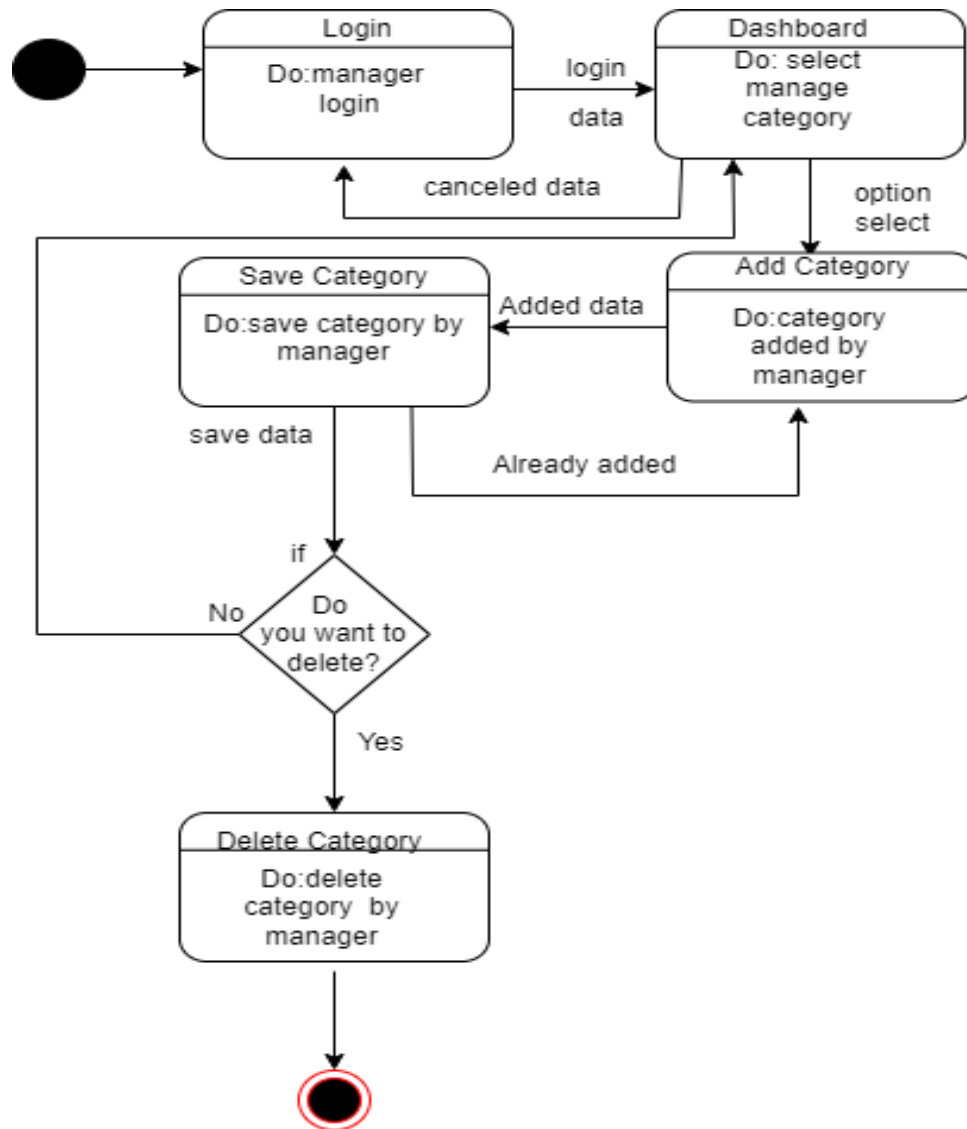 Login
Do:manager
login
login
data
Dashboard
Do: select
manage
category
canceled data
option
select
Save Category
Do:save category by
manager
Added data
Add Category
Do:category
added by
manager
save data
Already added
if
No
Do
you want to
delete?
Yes
Delete Category
Do:delete
category  by
manager